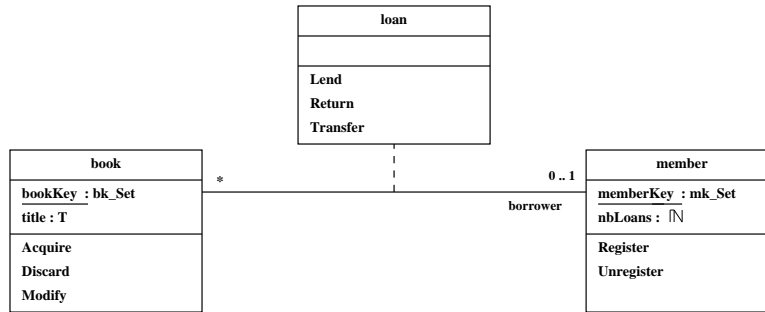 loan
Lend
Return
Transfer
book
bookKey : bk_Set
title : T
Acquire
Discard
Modify
*
0 .. 1
borrower
member
memberKey : mk_Set
nbLoans : ℕ
Register
Unregister